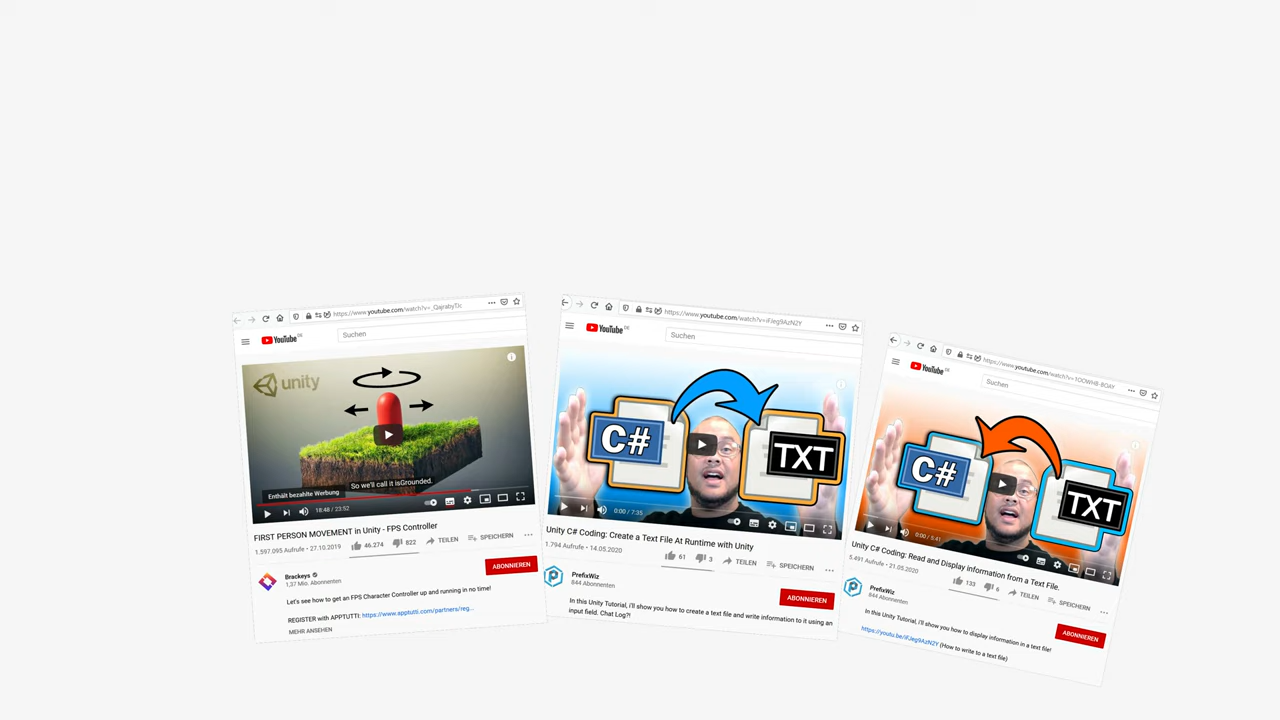 https://www.youtube.com/watch?v=_QajrabyTJc
YouTube DE
Suchen
unity
So we'll call it isGrounded.
Enthält bezahlte Werbung
18:48 / 23:52
FIRST PERSON MOVEMENT in Unity - FPS Controller
1.597.095 Aufrufe • 27.10.2019
46.274
822
TEILEN
SPEICHERN
Brackeys
1,37 Mio. Abonnenten
ABONNIEREN
Let's see how to get an FPS Character Controller up and running in no time!
REGISTER with APPTUTTI: https://www.apptutti.com/partners/reg...
MEHR ANSEHEN
https://www.youtube.com/watch?v=iFJeg9AzN2Y
YouTube DE
Suchen
C#
TXT
0:00 / 7:35
Unity C# Coding: Create a Text File At Runtime with Unity
1.794 Aufrufe • 14.05.2020
61
3
TEILEN
SPEICHERN
PrefixWiz
844 Abonnenten
ABONNIEREN
In this Unity Tutorial, I'll show you how to create a text file and write information to it using an
input field. Chat Log?!
https://www.youtube.com/watch?v=
YouTube DE
Suchen
C#
TXT
0:00 / 5:41
Unity C# Coding: Read and Display information from a Text File.
5.491 Aufrufe • 21.05.2020
133
6
TEILEN
SPEICHERN
PrefixWiz
844 Abonnenten
ABONNIEREN
In this Unity Tutorial, I'll show you how to display information in a text file!
https://youtu.be/iFJeg9AzN2Y (How to write to a text file)